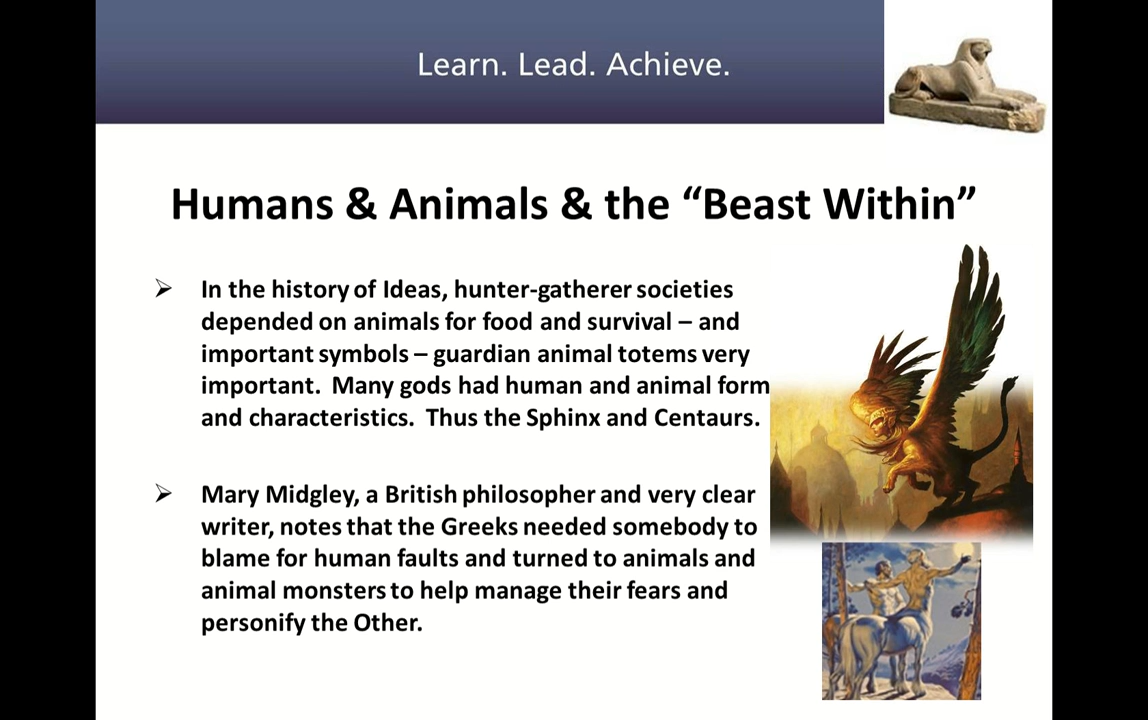 Learn. Lead. Achieve.
Humans & Animals & the “Beast Within”
➢ In the history of Ideas, hunter-gatherer societies
depended on animals for food and survival – and
important symbols – guardian animal totems very
important.  Many gods had human and animal form
and characteristics.  Thus the Sphinx and Centaurs.
➢ Mary Midgley, a British philosopher and very clear
writer, notes that the Greeks needed somebody to
blame for human faults and turned to animals and
animal monsters to help manage their fears and
personify the Other.